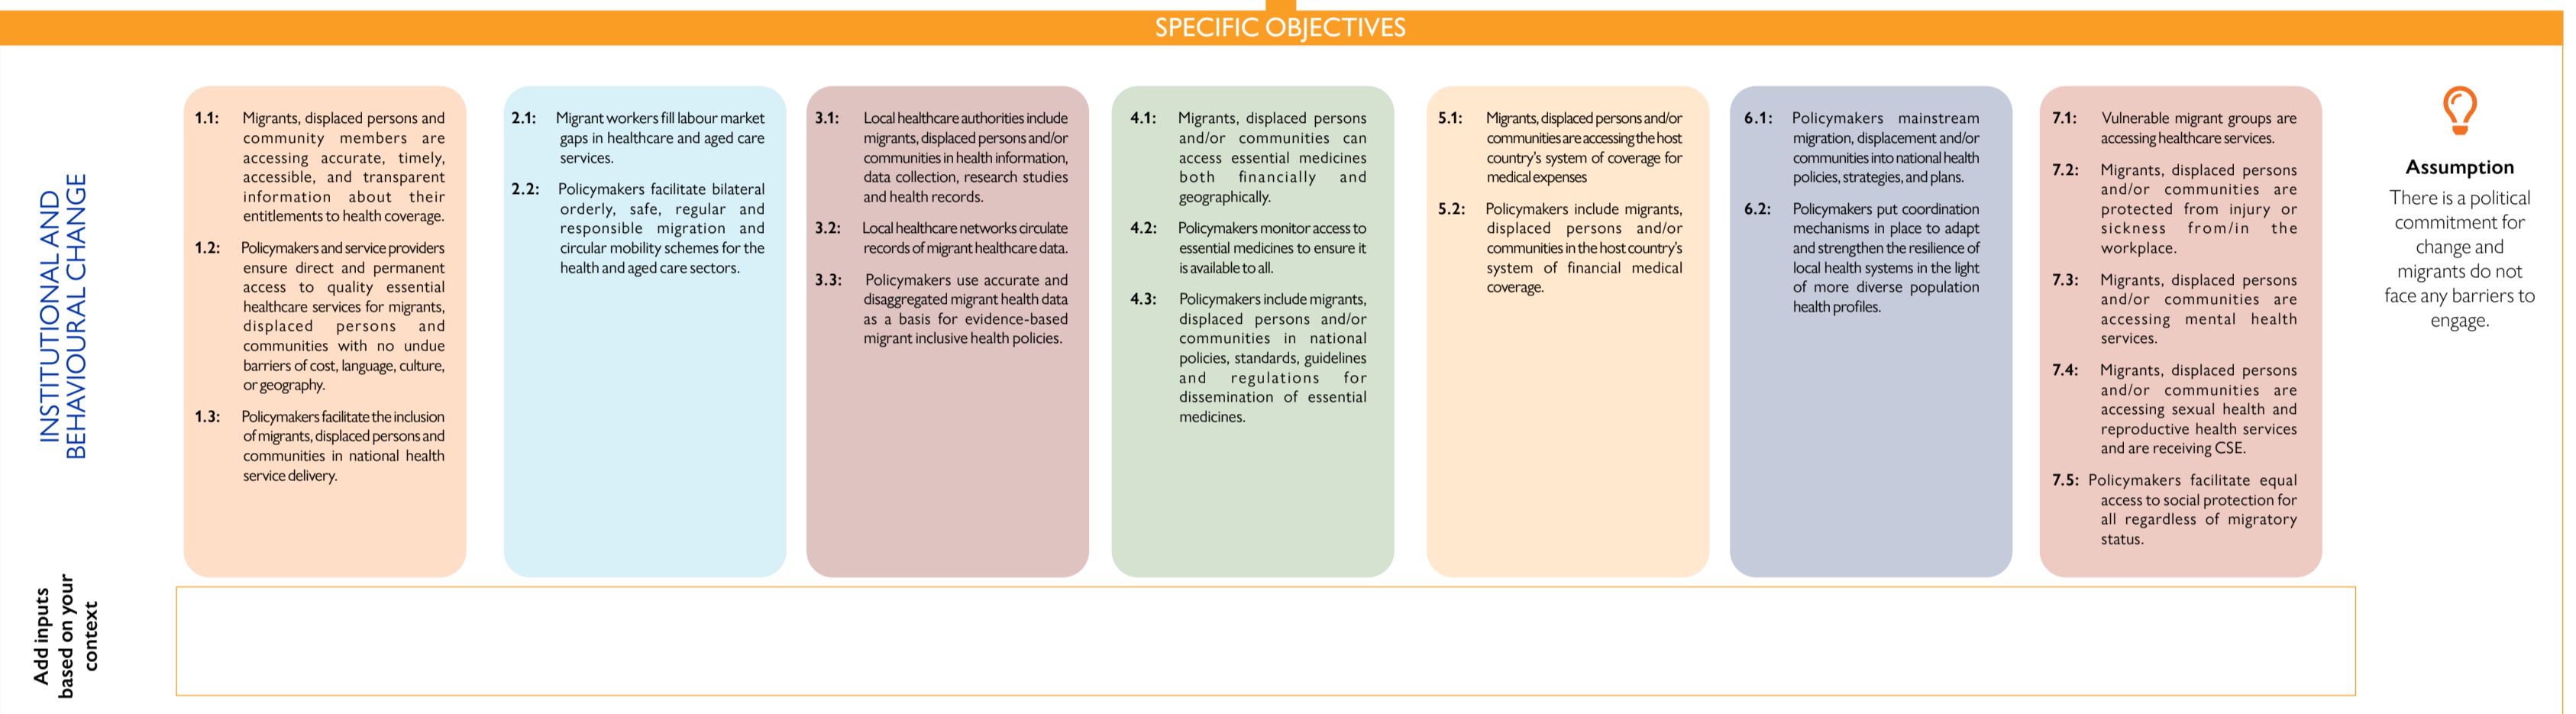 SPECIFIC OBJECTIVES
INSTITUTIONAL AND
BEHAVIOURAL CHANGE
1.1: Migrants, displaced persons and
community members are
accessing accurate, timely,
accessible, and transparent
information about their
entitlements to health coverage.
1.2: Policymakers and service providers
ensure direct and permanent
access to quality essential
healthcare services for migrants,
displaced persons and
communities with no undue
barriers of cost, language, culture,
or geography.
1.3: Policymakers facilitate the inclusion
of migrants, displaced persons and
communities in national health
service delivery.
2.1: Migrant workers fill labour market
gaps in healthcare and aged care
services.
2.2: Policymakers facilitate bilateral
orderly, safe, regular and
responsible migration and
circular mobility schemes for the
health and aged care sectors.
3.1: Local healthcare authorities include
migrants, displaced persons and/or
communities in health information,
data collection, research studies
and health records.
3.2: Local healthcare networks circulate
records of migrant healthcare data.
3.3: Policymakers use accurate and
disaggregated migrant health data
as a basis for evidence-based
migrant inclusive health policies.
4.1: Migrants, displaced persons
and/or communities can
access essential medicines
both financially and
geographically.
4.2: Policymakers monitor access to
essential medicines to ensure it
is available to all.
4.3: Policymakers include migrants,
displaced persons and/or
communities in national
policies, standards, guidelines
and regulations for
dissemination of essential
medicines.
5.1: Migrants, displaced persons and/or
communities are accessing the host
country's system of coverage for
medical expenses
5.2: Policymakers include migrants,
displaced persons and/or
communities in the host country's
system of financial medical
coverage.
6.1: Policymakers mainstream
migration, displacement and/or
communities into national health
policies, strategies, and plans.
6.2: Policymakers put coordination
mechanisms in place to adapt
and strengthen the resilience of
local health systems in the light
of more diverse population
health profiles.
7.1: Vulnerable migrant groups are
accessing healthcare services.
7.2: Migrants, displaced persons
and/or communities are
protected from injury or
sickness from/in the
workplace.
7.3: Migrants, displaced persons
and/or communities are
accessing mental health
services.
7.4: Migrants, displaced persons
and/or communities are
accessing sexual health and
reproductive health services
and are receiving CSE.
7.5: Policymakers facilitate equal
access to social protection for
all regardless of migratory
status.
Assumption
There is a political
commitment for
change and
migrants do not
face any barriers to
engage.
Add inputs
based on your
context